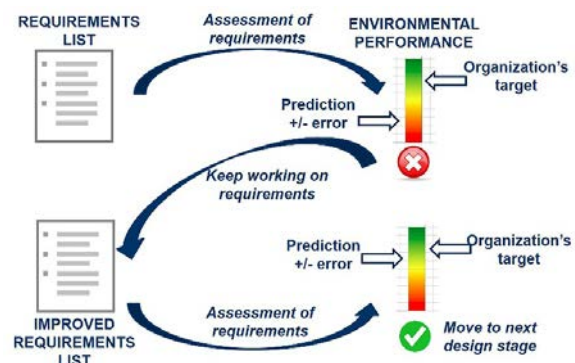 REQUIREMENTS
LIST
Assessment of
requirements
ENVIRONMENTAL
PERFORMANCE
Organization's
target
Prediction
+/- error
Keep working on
requirements
Prediction
+/- error
Organization's
target
Assessment of
requirements
IMPROVED
REQUIREMENTS
LIST
Move to next
design stage